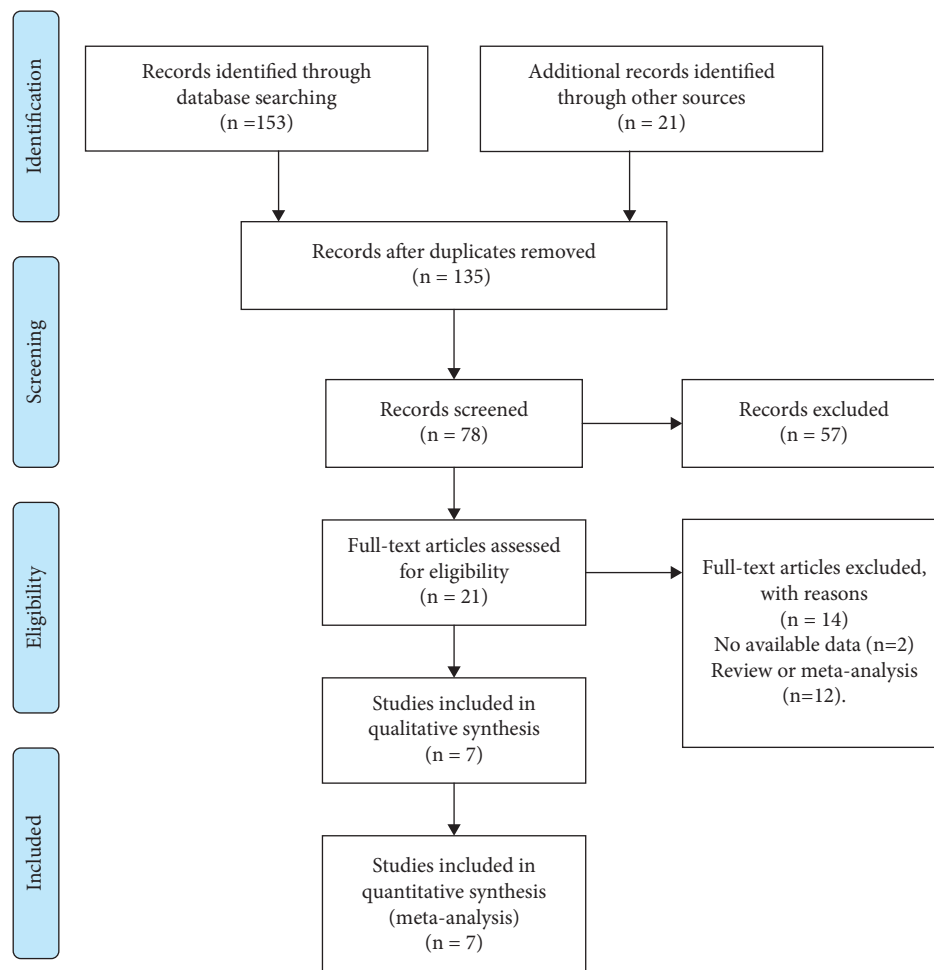 Identification
Records identified through
database searching
(n =153)
Additional records identified
through other sources
(n = 21)
Records after duplicates removed
(n = 135)
Screening
Records screened
(n = 78)
Records excluded
(n = 57)
Eligibility
Full-text articles assessed
for eligibility
(n = 21)
Full-text articles excluded,
with reasons
(n = 14)
No available data (n=2)
Review or meta-analysis
(n=12).
Studies included in
qualitative synthesis
(n = 7)
Included
Studies included in
quantitative synthesis
(meta-analysis)
(n = 7)